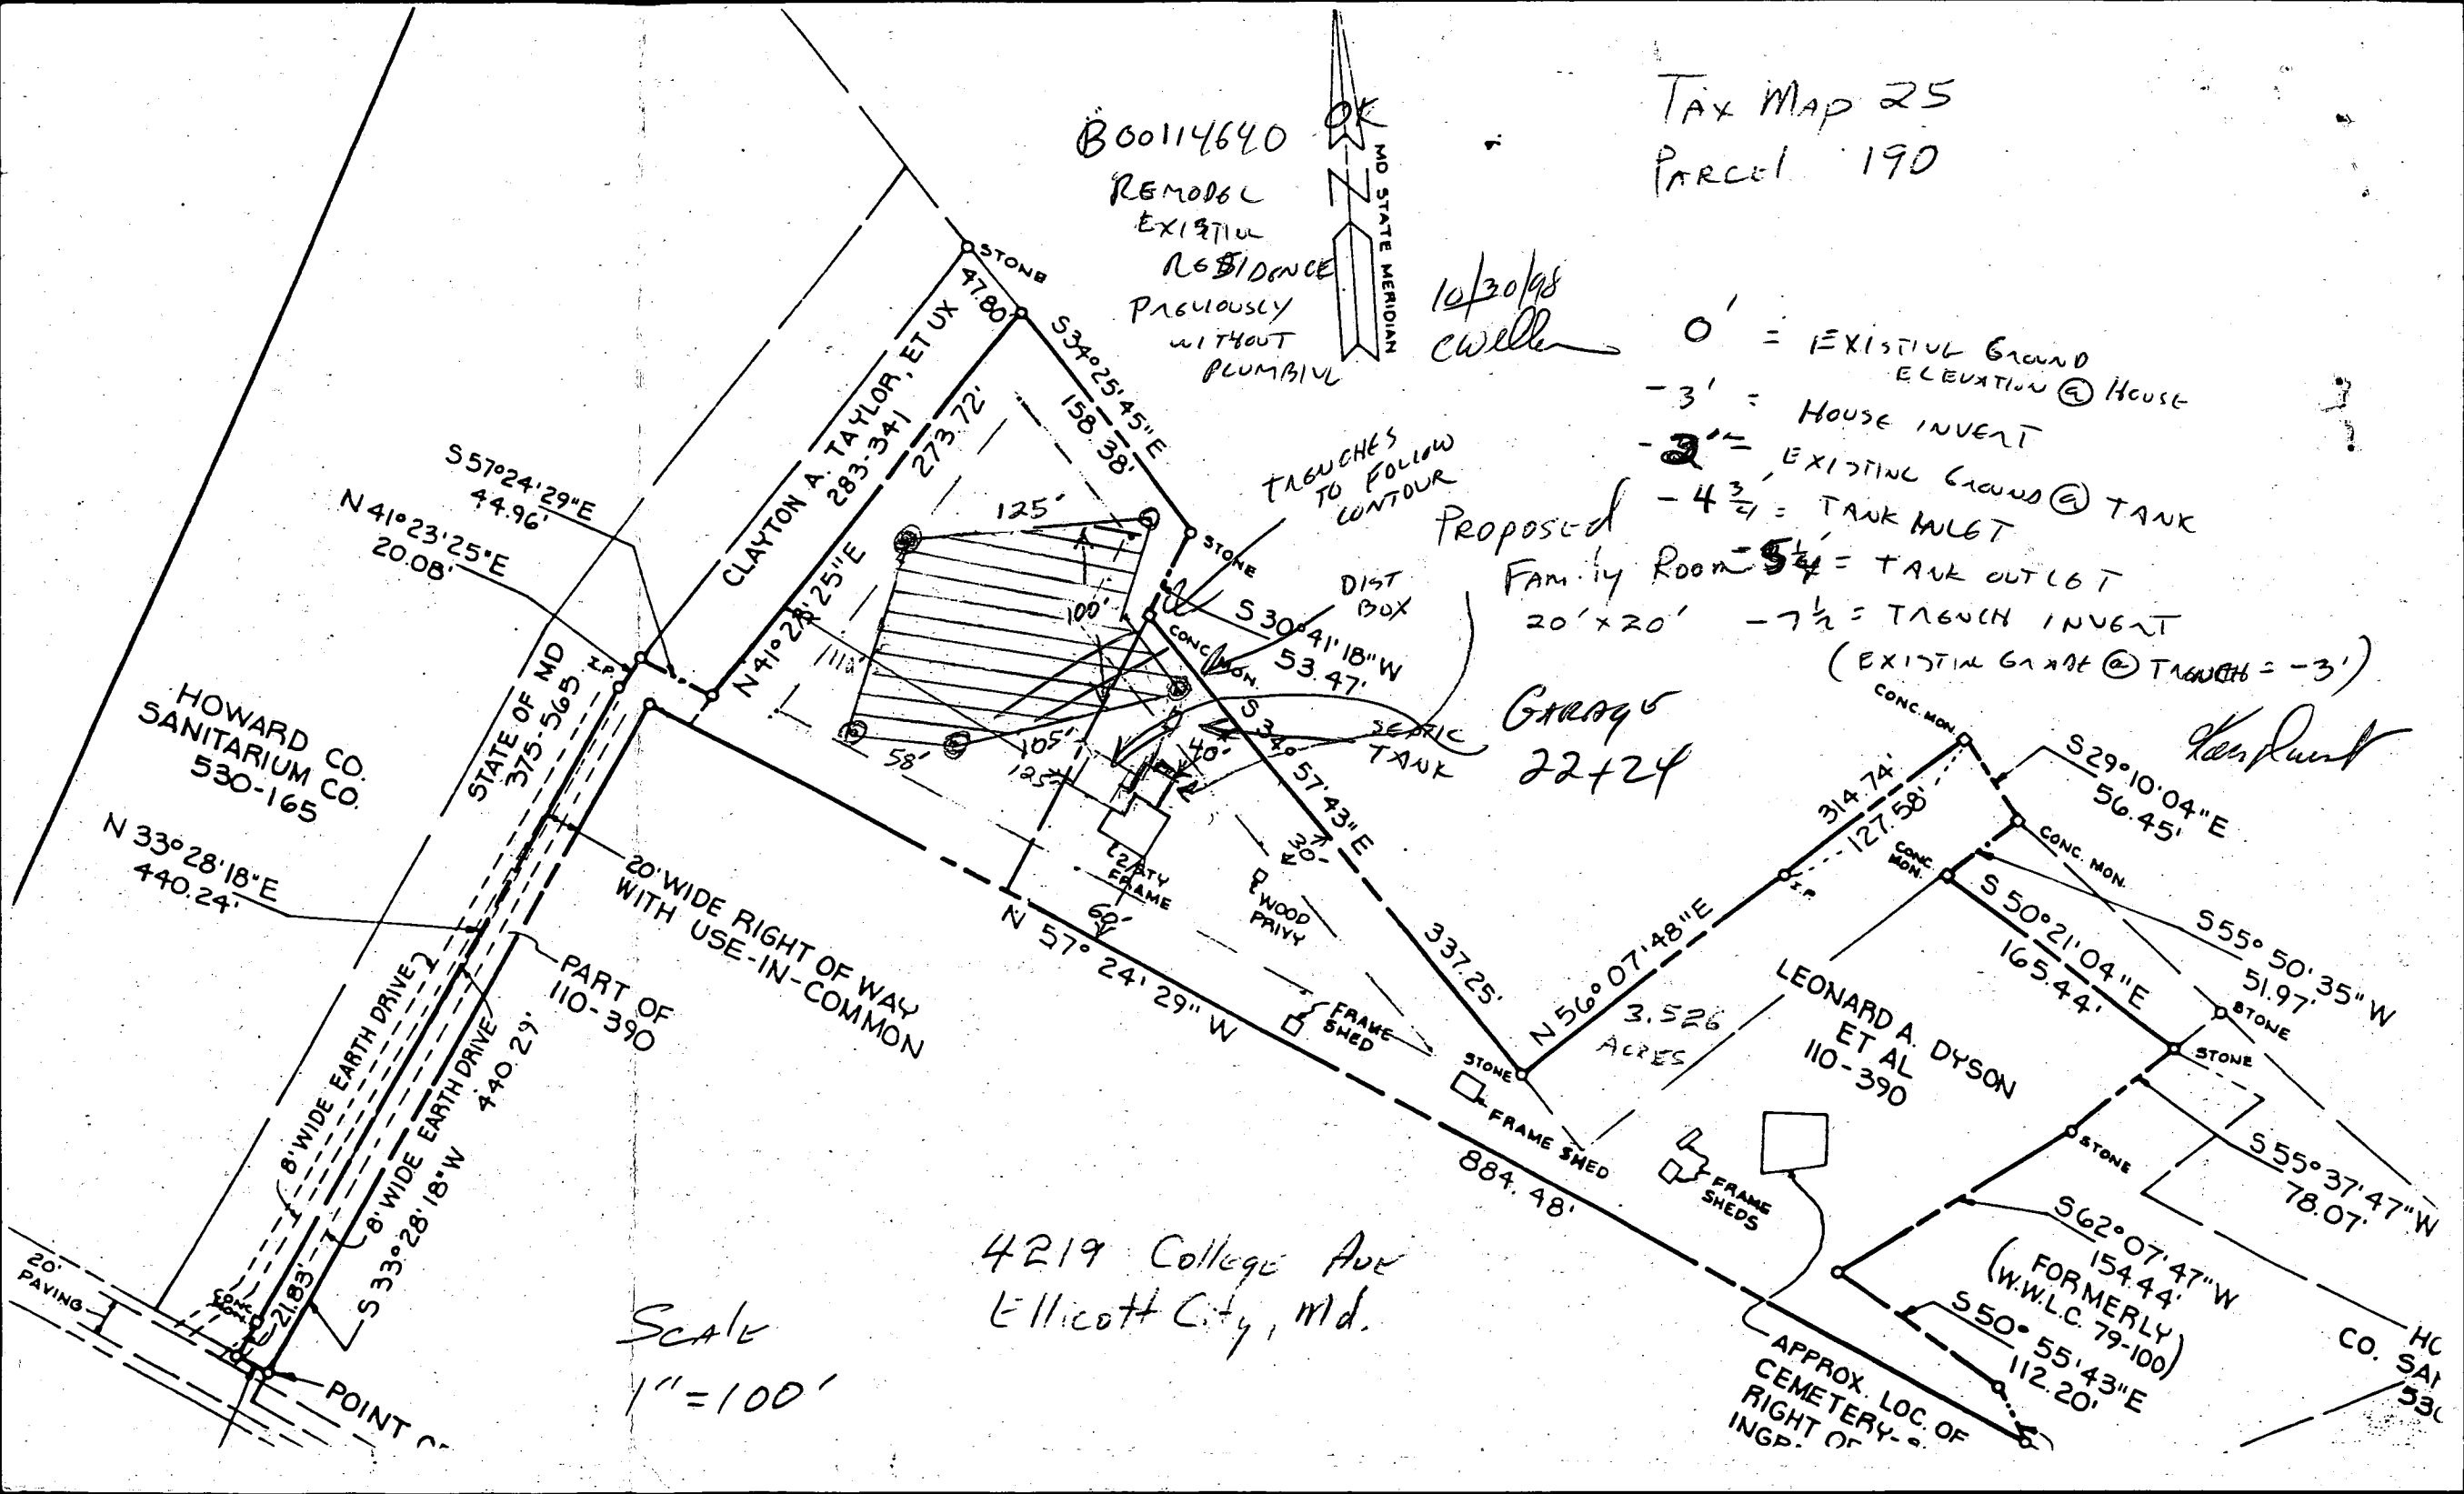 TAX MAP 25
PARCEL 190
B00114640
OK
REMODEL
EXISTING
RESIDENCE
PREVIOUSLY
WITHOUT
PLUMBING
N
MD STATE MERIDIAN
10/30/98
CWeller
0' = EXISTING GROUND
ELEVATION @ HOUSE
-3' = HOUSE INVERT
-2' = EXISTING GROUND @ TANK
-4 3/4' = TANK INLET
-5 1/4' = TANK OUTLET
-7 1/2 = TRENCH INVERT
(EXISTING GRADE @ TRENCH = -3')
PROPOSED
FAMILY ROOM
20' x 20'
GARAGE
22+24
TRENCHES
TO FOLLOW
CONTOUR
DIST
BOX
SEPTIC
TANK
STONE
47.80
S34°25'45"E
158.38'
CLAYTON A. TAYLOR, ET UX
283-341
273.72'
N41°23'25"E
S57°24'29"E
44.96'
N41°23'25"E
20.08'
125'
100'
105'
125'
58'
40'
STONE
S30°41'18"W
53.47'
CONC. MON.
S34°57'43"E
337.25'
30'
I.P.
STATE OF MD
375-565
HOWARD CO.
SANITARIUM CO.
530-165
N33°28'18"E
440.24'
20' WIDE RIGHT OF WAY
WITH USE-IN-COMMON
PART OF
110-390
8' WIDE EARTH DRIVE
8' WIDE EARTH DRIVE
S33°28'18"W
440.29'
20'
PAVING
CONC.
MON.
21.83'
POINT
FRAME
60'
WOOD
PRIVY
N57°24'29"W
884.48'
FRAME
SHED
STONE
FRAME SHED
FRAME
SHEDS
N56°07'48"E
314.74'
127.58'
3.526
ACRES
I.P.
CONC. MON.
S29°10'04"E
56.45'
CONC. MON.
CONC.
MON.
S55°50'35"W
51.97'
S50°21'04"E
165.44'
LEONARD A. DYSON
ET AL
110-390
STONE
STONE
STONE
S55°37'47"W
78.07'
S62°07'47"W
154.44'
(FORMERLY
W.W.L.C. 79-100)
S50°55'43"E
112.20'
APPROX. LOC. OF
CEMETERY-
RIGHT OF
HO
CO. SAN
530
4219 College Ave
Ellicott City, Md.
SCALE
1"=100'